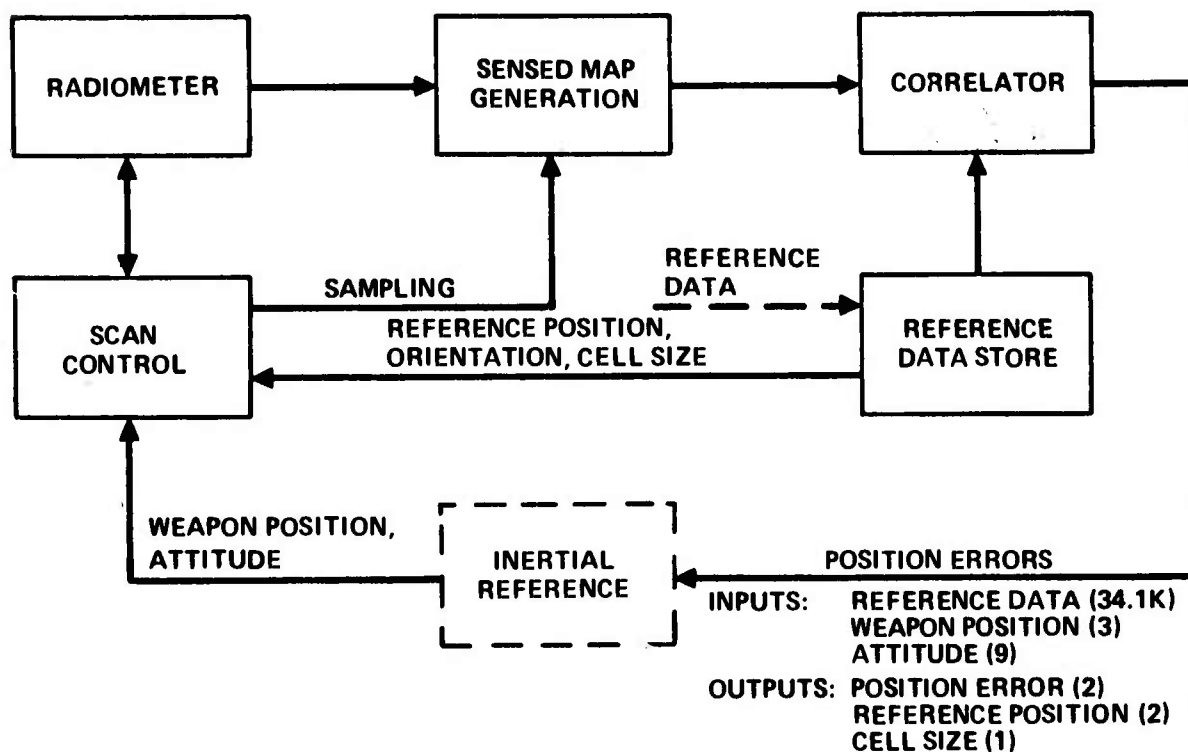 RADIOMETER
SENSED MAP
GENERATION
CORRELATOR
SCAN
CONTROL
SAMPLING
REFERENCE
DATA
REFERENCE POSITION,
ORIENTATION, CELL SIZE
REFERENCE
DATA STORE
WEAPON POSITION,
ATTITUDE
INERTIAL
REFERENCE
POSITION ERRORS
INPUTS: REFERENCE DATA (34.1K)
WEAPON POSITION (3)
ATTITUDE (9)
OUTPUTS: POSITION ERROR (2)
REFERENCE POSITION (2)
CELL SIZE (1)